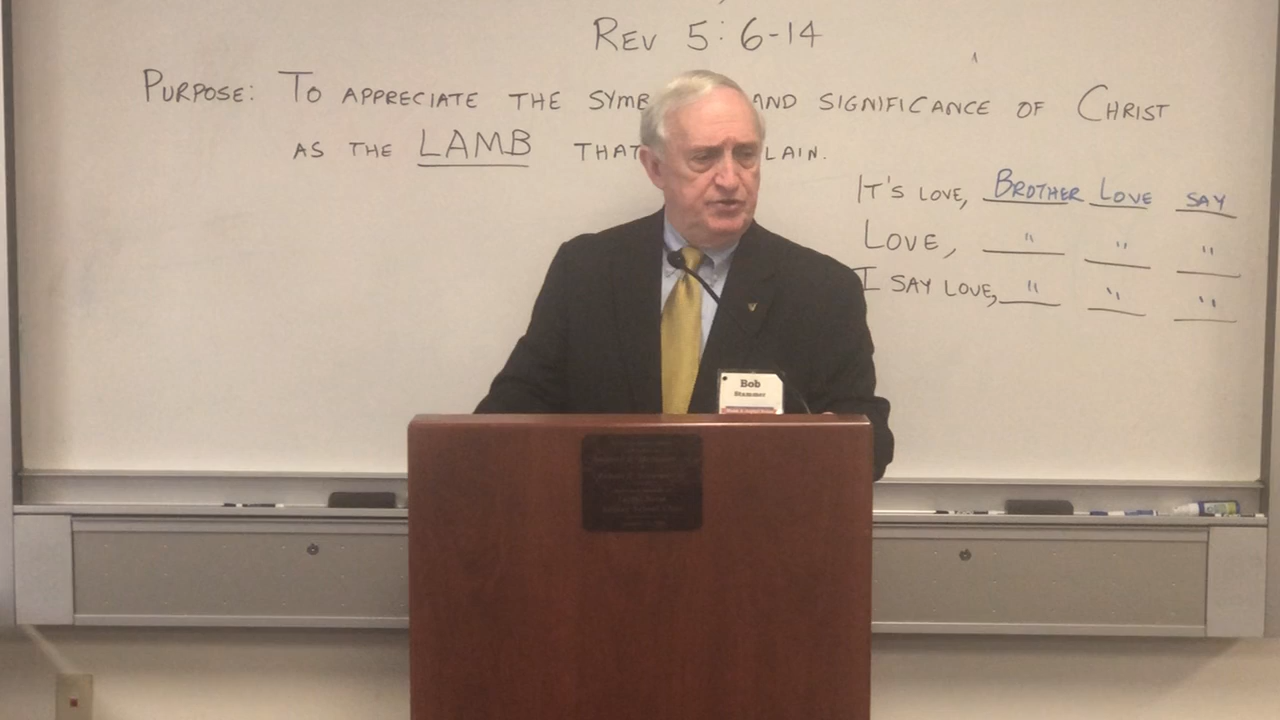 REV 5:6-14
PURPOSE: TO APPRECIATE THE SYMB AND SIGNIFICANCE OF CHRIST
AS THE LAMB THAT LAIN.
IT'S LOVE, BROTHER LOVE SAY
LOVE, " " "
I SAY LOVE, " " "
Bob
Stammer